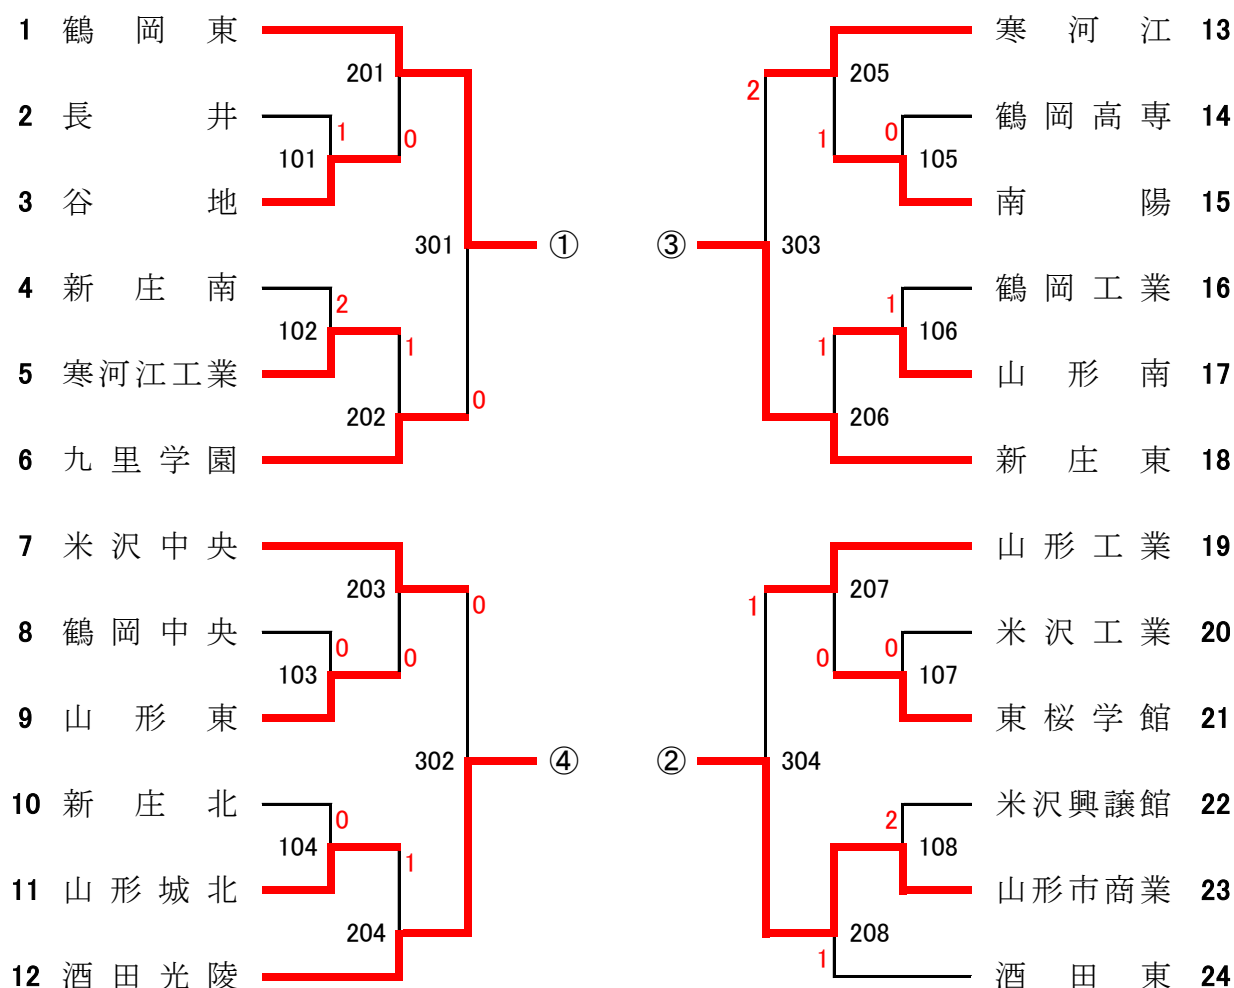 1 鶴岡東
201
2 長井
1
0
101
3 谷地
301
①
4 新庄南
2
102
1
5 寒河江工業
0
202
6 九里学園
7 米沢中央
203
0
8 鶴岡中央
0
0
103
9 山形東
302
④
10 新庄北
0
104
1
11 山形城北
204
12 酒田光陵
寒河江 13
205
2
鶴岡高専 14
0
1
105
南陽 15
③
303
鶴岡工業 16
1
106
1
山形南 17
206
新庄東 18
山形工業 19
207
1
米沢工業 20
0
0
107
東桜学館 21
②
304
米沢興譲館 22
2
108
山形市商業 23
208
1
酒田東 24